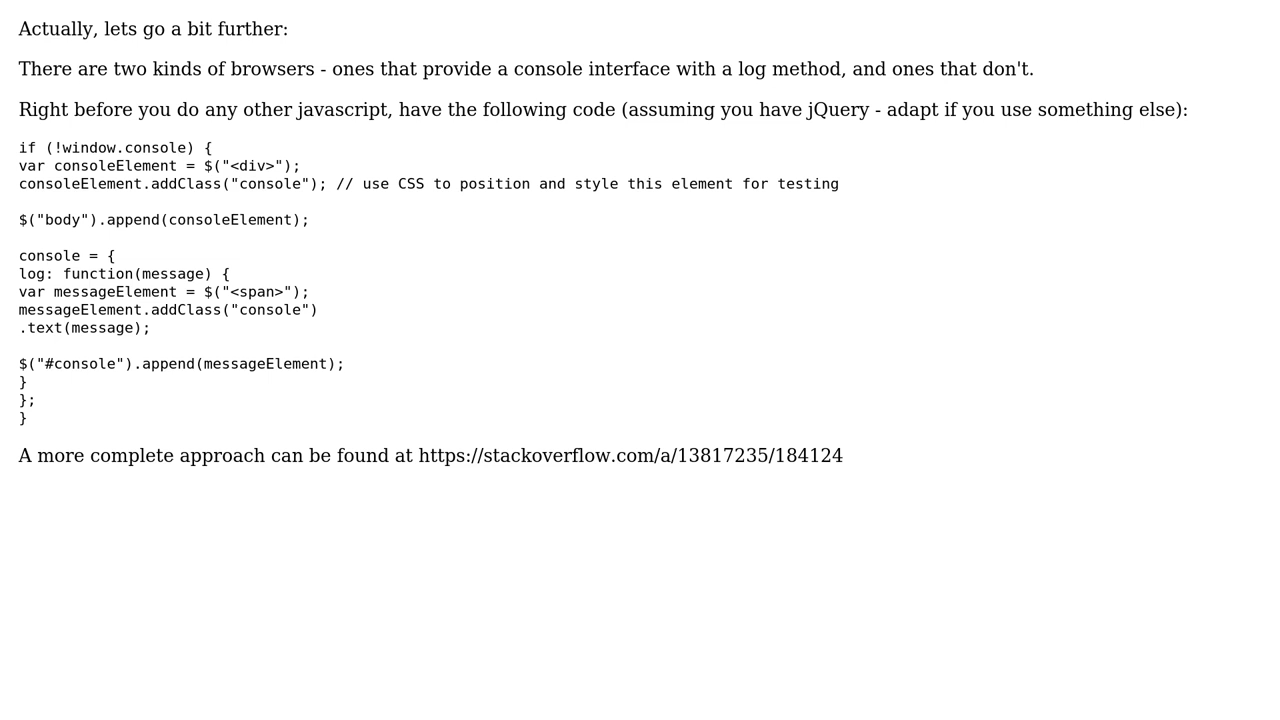 Actually, lets go a bit further:
There are two kinds of browsers - ones that provide a console interface with a log method, and ones that don't.
Right before you do any other javascript, have the following code (assuming you have jQuery - adapt if you use something else):
if (!window.console) {
var consoleElement = $("<div>");
consoleElement.addClass("console"); // use CSS to position and style this element for testing
$("body").append(consoleElement);
console = {
log: function(message) {
var messageElement = $("<span>");
messageElement.addClass("console")
.text(message);
$("#console").append(messageElement);
}
};
}
A more complete approach can be found at https://stackoverflow.com/a/13817235/184124